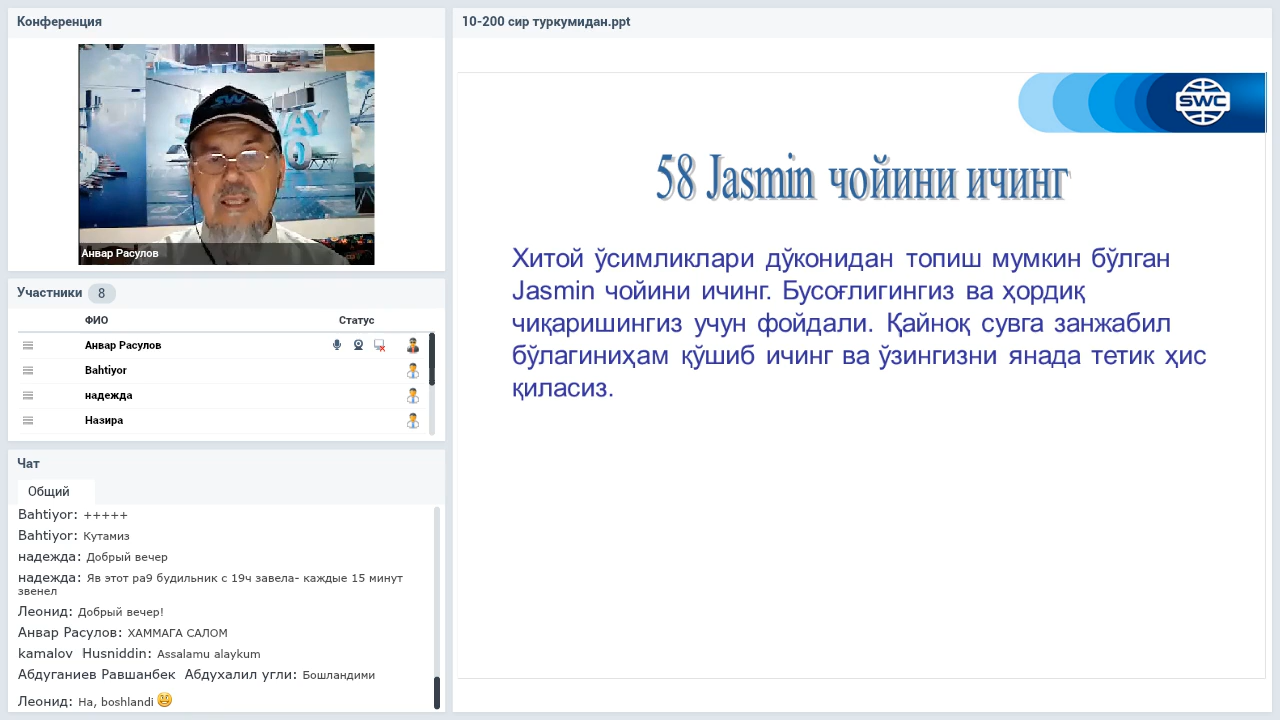 Конференция
SW
Анвар Расулов
Участники 8
ФИО Статус
Анвар Расулов
Bahtiyor
надежда
Назира
Чат
Общий
Bahtiyor: +++++
Bahtiyor: Кутамиз
надежда: Добрый вечер
надежда: Яв этот ра9 будильник с 19ч завела- каждые 15 минут
звенел
Леонид: Добрый вечер!
Анвар Расулов: ХАММАГА САЛОМ
kamalov Husniddin: Assalamu alaykum
Абдуганиев Равшанбек Абдухалил угли: Бошландими
Леонид: На, boshlandi
10-200 сир туркумидан.ppt
SWC
58 Jasmin чойини ичинг
Хитой ўсимликлари дўконидан топиш мумкин бўлган
Jasmin чойини ичинг. Бусоғлигингиз ва ҳордиқ
чиқаришингиз учун фойдали. Қайноқ сувга занжабил
бўлагиниҳам қўшиб ичинг ва ўзингизни янада тетик ҳис
қиласиз.